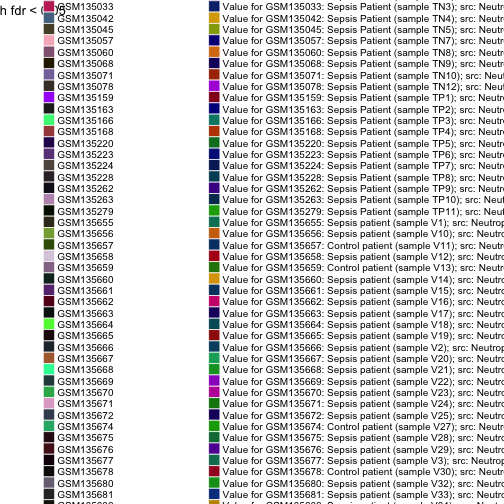 h fdr < 0.05
GSM135033 Value for GSM135033: Sepsis Patient (sample TN3); src: Neutr
GSM135042 Value for GSM135042: Sepsis Patient (sample TN4); src: Neutr
GSM135045 Value for GSM135045: Sepsis Patient (sample TN5); src: Neutr
GSM135057 Value for GSM135057: Sepsis Patient (sample TN7); src: Neutr
GSM135060 Value for GSM135060: Sepsis Patient (sample TN8); src: Neutr
GSM135068 Value for GSM135068: Sepsis Patient (sample TN9); src: Neutr
GSM135071 Value for GSM135071: Sepsis Patient (sample TN10); src: Neut
GSM135078 Value for GSM135078: Sepsis Patient (sample TN12); src: Neut
GSM135159 Value for GSM135159: Sepsis Patient (sample TP1); src: Neutr
GSM135163 Value for GSM135163: Sepsis Patient (sample TP2); src: Neutr
GSM135166 Value for GSM135166: Sepsis Patient (sample TP3); src: Neutr
GSM135168 Value for GSM135168: Sepsis Patient (sample TP4); src: Neutr
GSM135220 Value for GSM135220: Sepsis Patient (sample TP5); src: Neutr
GSM135223 Value for GSM135223: Sepsis Patient (sample TP6); src: Neutr
GSM135224 Value for GSM135224: Sepsis Patient (sample TP7); src: Neutr
GSM135228 Value for GSM135228: Sepsis Patient (sample TP8); src: Neutr
GSM135262 Value for GSM135262: Sepsis Patient (sample TP9); src: Neutr
GSM135263 Value for GSM135263: Sepsis Patient (sample TP10); src: Neut
GSM135279 Value for GSM135279: Sepsis Patient (sample TP11); src: Neut
GSM135655 Value for GSM135655: Sepsis patient (sample V1); src: Neutrop
GSM135656 Value for GSM135656: Sepsis patient (sample V10); src: Neutro
GSM135657 Value for GSM135657: Control patient (sample V11); src: Neutr
GSM135658 Value for GSM135658: Sepsis patient (sample V12); src: Neutro
GSM135659 Value for GSM135659: Control patient (sample V13); src: Neutr
GSM135660 Value for GSM135660: Sepsis patient (sample V14); src: Neutro
GSM135661 Value for GSM135661: Sepsis patient (sample V15); src: Neutro
GSM135662 Value for GSM135662: Sepsis patient (sample V16); src: Neutro
GSM135663 Value for GSM135663: Sepsis patient (sample V17); src: Neutro
GSM135664 Value for GSM135664: Sepsis patient (sample V18); src: Neutro
GSM135665 Value for GSM135665: Sepsis patient (sample V19); src: Neutro
GSM135666 Value for GSM135666: Sepsis patient (sample V2); src: Neutrop
GSM135667 Value for GSM135667: Sepsis patient (sample V20); src: Neutro
GSM135668 Value for GSM135668: Sepsis patient (sample V21); src: Neutro
GSM135669 Value for GSM135669: Sepsis patient (sample V22); src: Neutro
GSM135670 Value for GSM135670: Sepsis patient (sample V23); src: Neutro
GSM135671 Value for GSM135671: Sepsis patient (sample V24); src: Neutro
GSM135672 Value for GSM135672: Sepsis patient (sample V25); src: Neutro
GSM135674 Value for GSM135674: Control patient (sample V27); src: Neutr
GSM135675 Value for GSM135675: Sepsis patient (sample V28); src: Neutro
GSM135676 Value for GSM135676: Sepsis patient (sample V29); src: Neutro
GSM135677 Value for GSM135677: Sepsis patient (sample V3); src: Neutrop
GSM135678 Value for GSM135678: Control patient (sample V30); src: Neutr
GSM135680 Value for GSM135680: Sepsis patient (sample V32); src: Neutro
GSM135681 Value for GSM135681: Sepsis patient (sample V33); src: Neutro